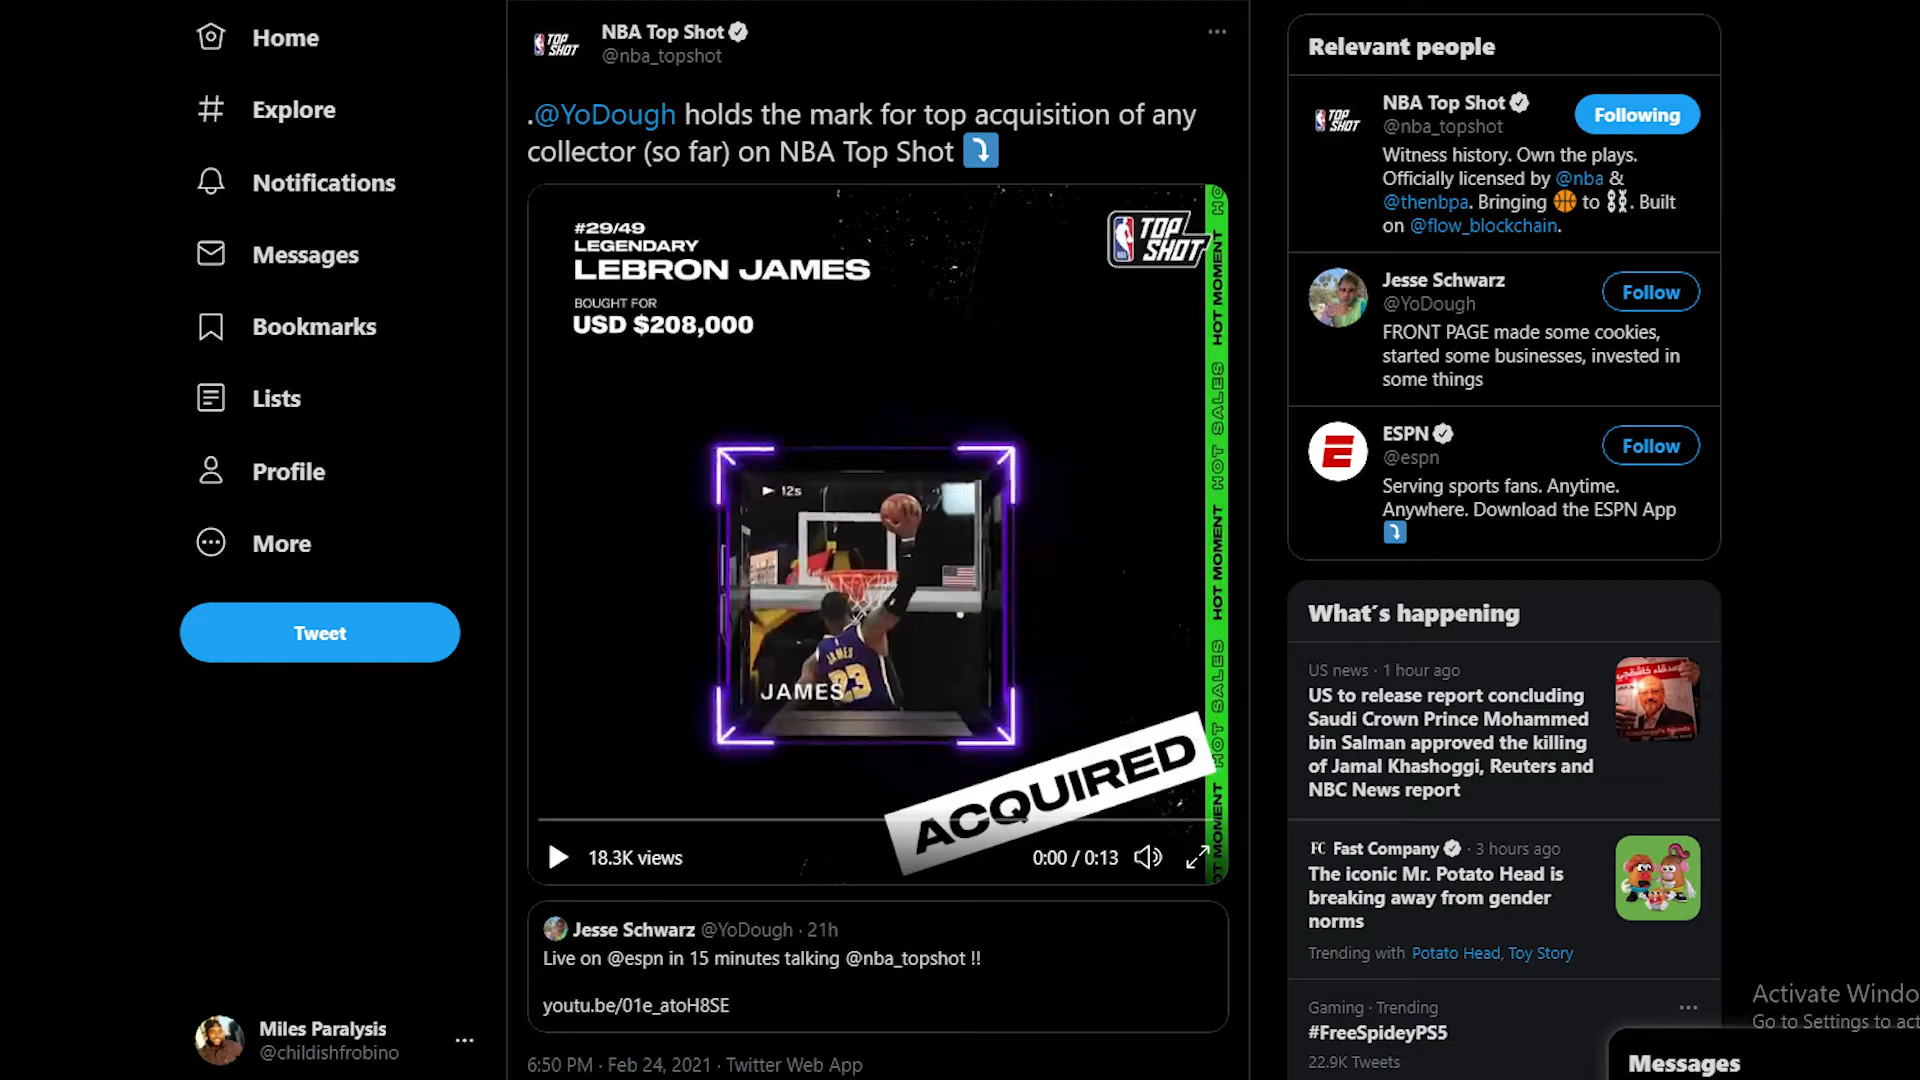 Home
Explore
Notifications
Messages
Bookmarks
Lists
Profile
More
Tweet
Miles Paralysis
@childishfrobino
TOP SHOT
NBA Top Shot
@nba_topshot
.@YoDough holds the mark for top acquisition of any
collector (so far) on NBA Top Shot
#29/49
LEGENDARY
LEBRON JAMES
BOUGHT FOR
USD $208,000
TOP
SHOT
HOT MOMENT HOT SALES HOT MOMENT HOT SALES HOT MOMENT
12s
JAMES
23
JAMES
ACQUIRED
18.3K views
0:00 / 0:13
Jesse Schwarz @YoDough · 21h
Live on @espn in 15 minutes talking @nba_topshot !!
youtu.be/01e_atoH8SE
6:50 PM · Feb 24, 2021 · Twitter Web App
Relevant people
TOP SHOT
NBA Top Shot
@nba_topshot
Following
Witness history. Own the plays.
Officially licensed by @nba &
@thenbpa. Bringing 🏀 to ⛓. Built
on @flow_blockchain.
Jesse Schwarz
@YoDough
Follow
FRONT PAGE made some cookies,
started some businesses, invested in
some things
ESPN
@espn
Follow
Serving sports fans. Anytime.
Anywhere. Download the ESPN App
What´s happening
US news · 1 hour ago
US to release report concluding
Saudi Crown Prince Mohammed
bin Salman approved the killing
of Jamal Khashoggi, Reuters and
NBC News report
FC Fast Company · 3 hours ago
The iconic Mr. Potato Head is
breaking away from gender
norms
Trending with Potato Head, Toy Story
Gaming · Trending
#FreeSpideyPS5
22.9K Tweets
Activate Windo
Go to Settings to act
Messages